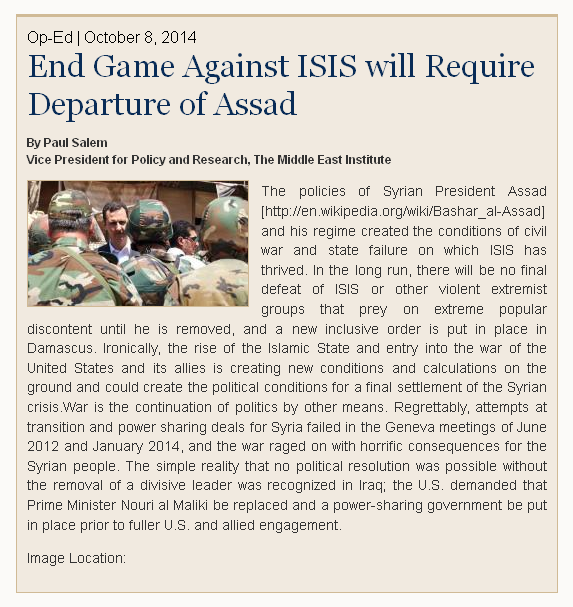 Op-Ed | October 8, 2014
End Game Against ISIS will Require
Departure of Assad
By Paul Salem
Vice President for Policy and Research, The Middle East Institute
The policies of Syrian President Assad
[http://en.wikipedia.org/wiki/Bashar_al-Assad]
and his regime created the conditions of civil
war and state failure on which ISIS has
thrived. In the long run, there will be no final
defeat of ISIS or other violent extremist
groups that prey on extreme popular
discontent until he is removed, and a new inclusive order is put in place in
Damascus. Ironically, the rise of the Islamic State and entry into the war of the
United States and its allies is creating new conditions and calculations on the
ground and could create the political conditions for a final settlement of the Syrian
crisis.War is the continuation of politics by other means. Regrettably, attempts at
transition and power sharing deals for Syria failed in the Geneva meetings of June
2012 and January 2014, and the war raged on with horrific consequences for the
Syrian people. The simple reality that no political resolution was possible without
the removal of a divisive leader was recognized in Iraq; the U.S. demanded that
Prime Minister Nouri al Maliki be replaced and a power-sharing government be put
in place prior to fuller U.S. and allied engagement.
Image Location: